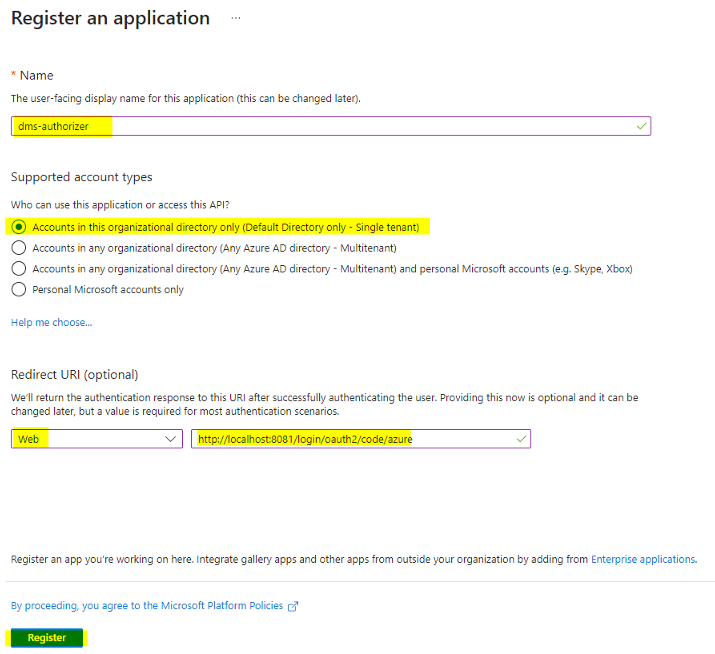 Register an application ...
* Name
The user-facing display name for this application (this can be changed later).
dms-authorizer
Supported account types
Who can use this application or access this API?
Accounts in this organizational directory only (Default Directory only - Single tenant)
Accounts in any organizational directory (Any Azure AD directory - Multitenant)
Accounts in any organizational directory (Any Azure AD directory - Multitenant) and personal Microsoft accounts (e.g. Skype, Xbox)
Personal Microsoft accounts only
Help me choose...
Redirect URI (optional)
We'll return the authentication response to this URI after successfully authenticating the user. Providing this now is optional and it can be
changed later, but a value is required for most authentication scenarios.
Web http://localhost:8081/login/oauth2/code/azure
Register an app you're working on here. Integrate gallery apps and other apps from outside your organization by adding from Enterprise applications.
By proceeding, you agree to the Microsoft Platform Policies
Register